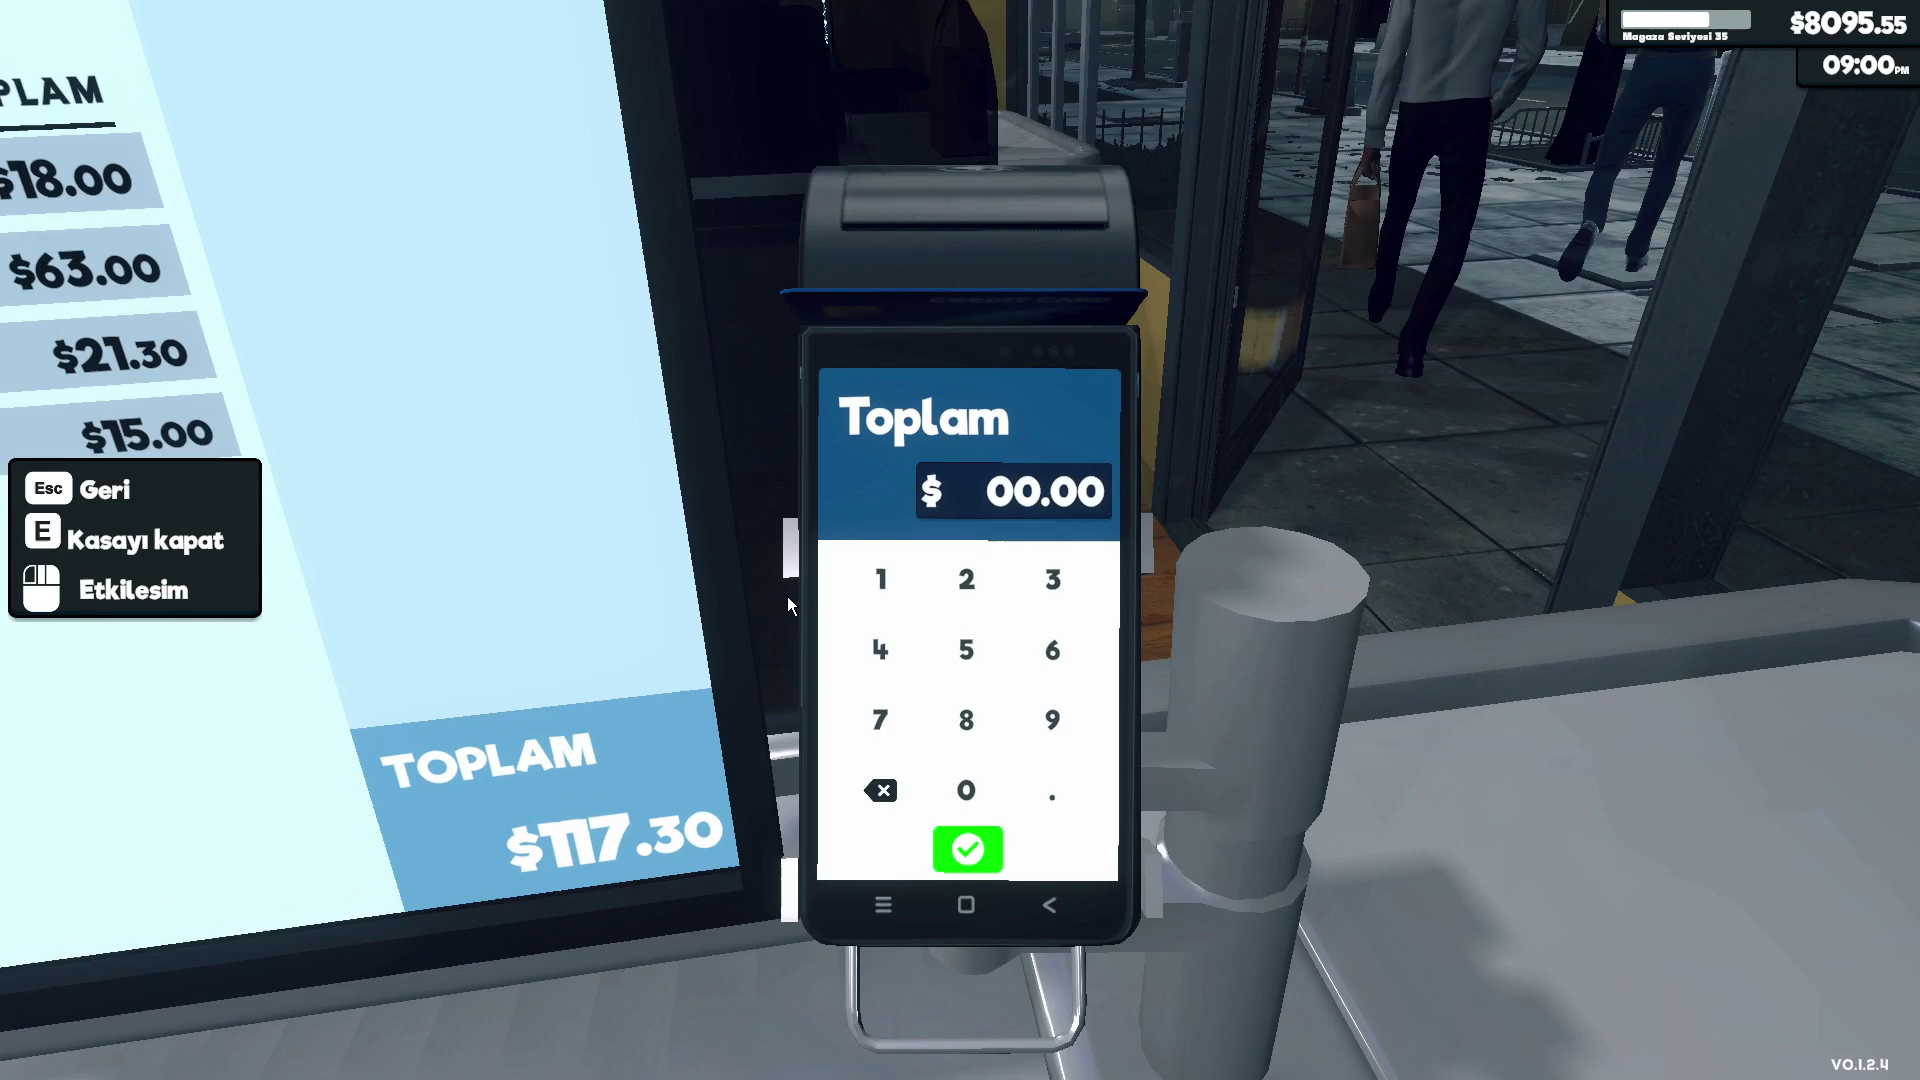 PLAM
$18.00
$63.00
$21.30
$15.00
TOPLAM
$117.30
Esc Geri
E Kasayı kapat
Etkilesim
CREDIT CARD
Toplam
$ 00.00
1 2 3
4 5 6
7 8 9
0 .
Magaza Seviyesi 35
$8095.55
09:00PM
V0.1.2.4